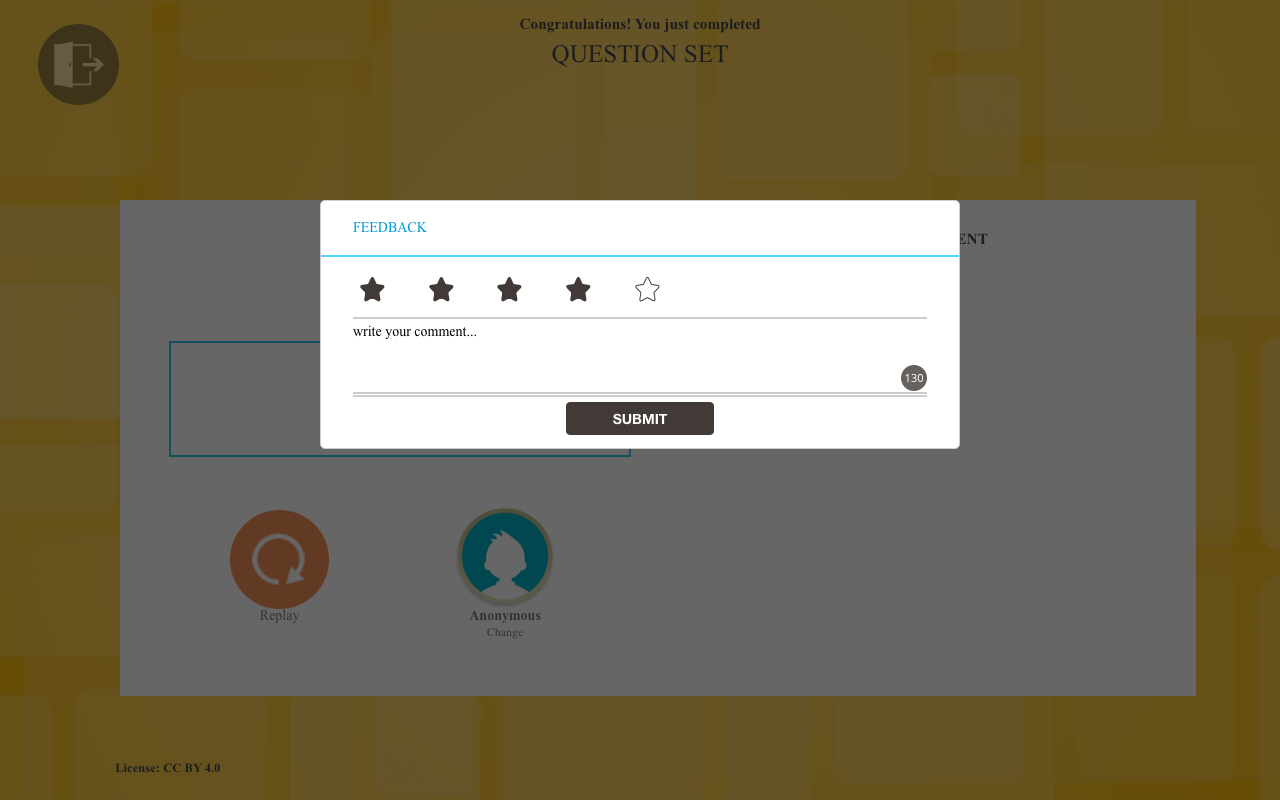 Congratulations! You just completed
QUESTION SET
FEEDBACK
ENT
write your comment...
130
SUBMIT
Replay
Anonymous
Change
License: CC BY 4.0